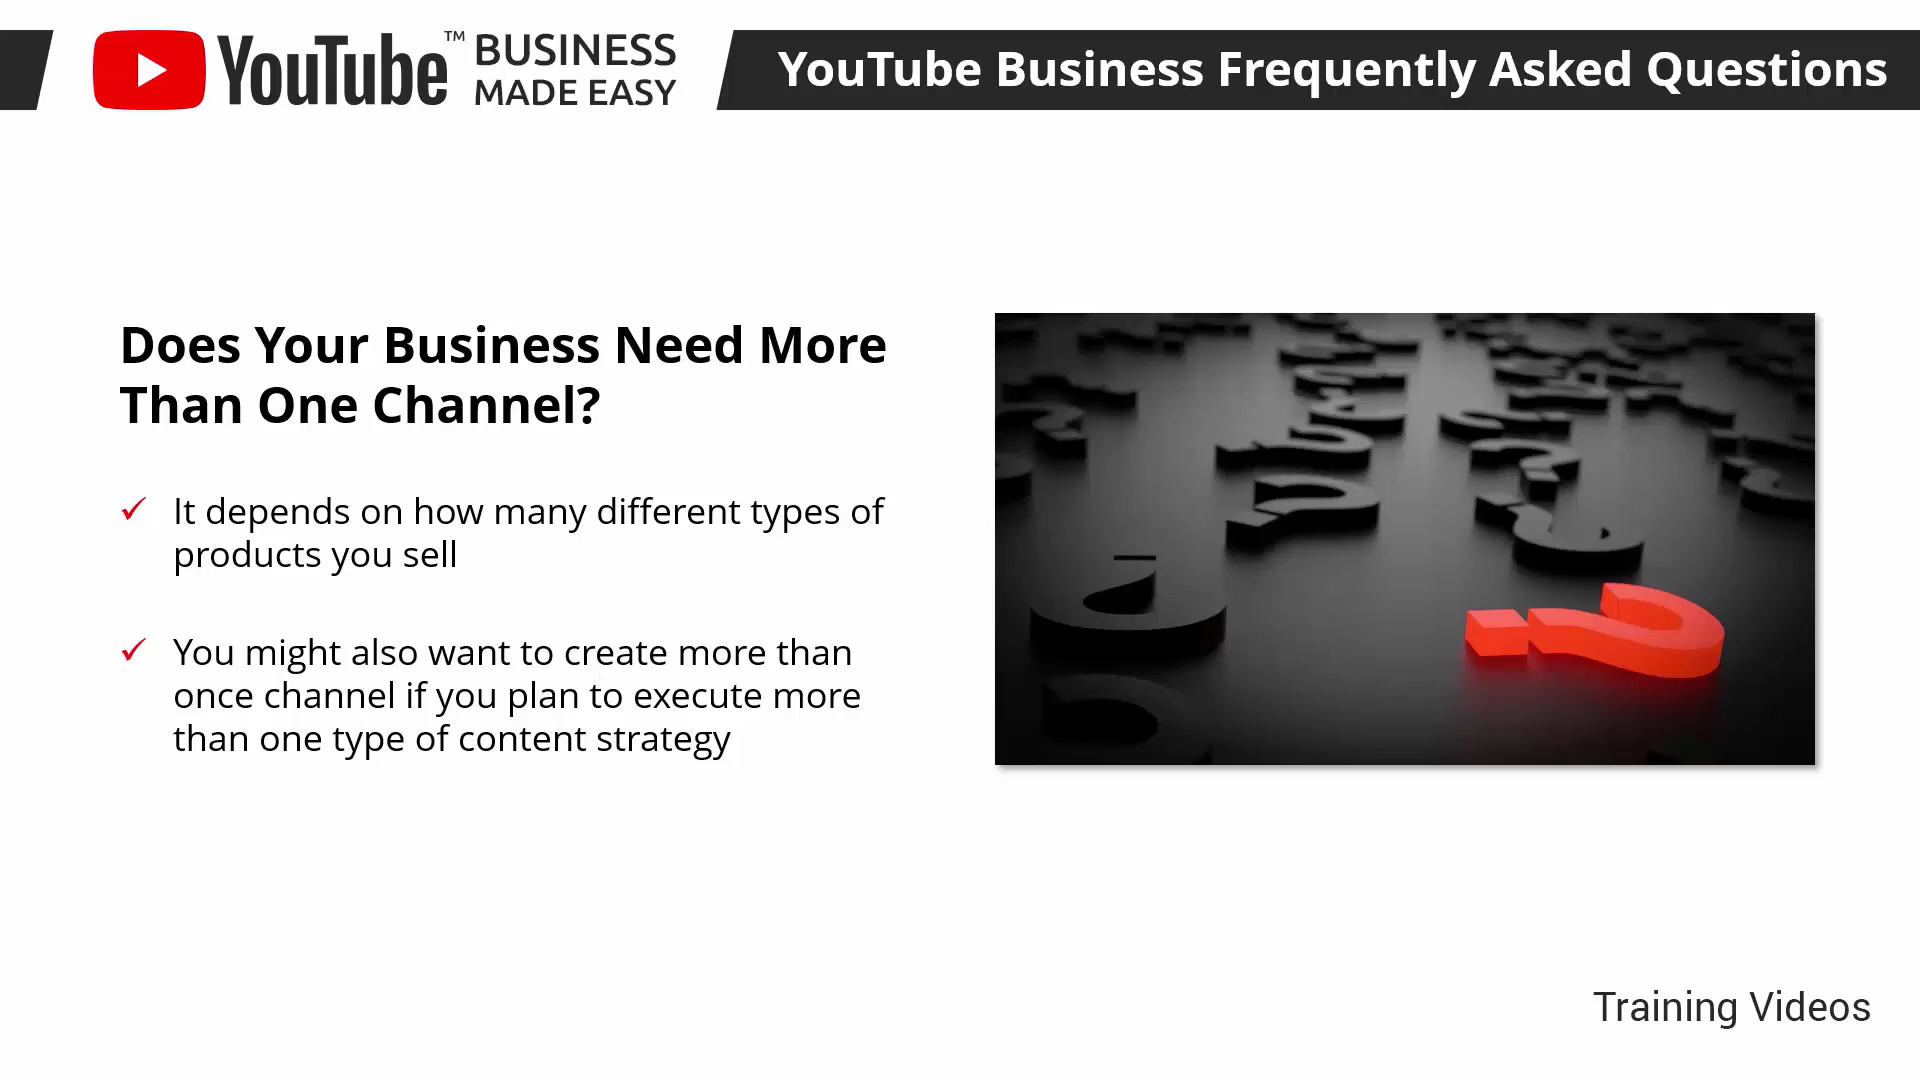 YouTube™ BUSINESS
MADE EASY
YouTube Business Frequently Asked Questions
Does Your Business Need More
Than One Channel?
✓ It depends on how many different types of
products you sell
✓ You might also want to create more than
once channel if you plan to execute more
than one type of content strategy
Training Videos